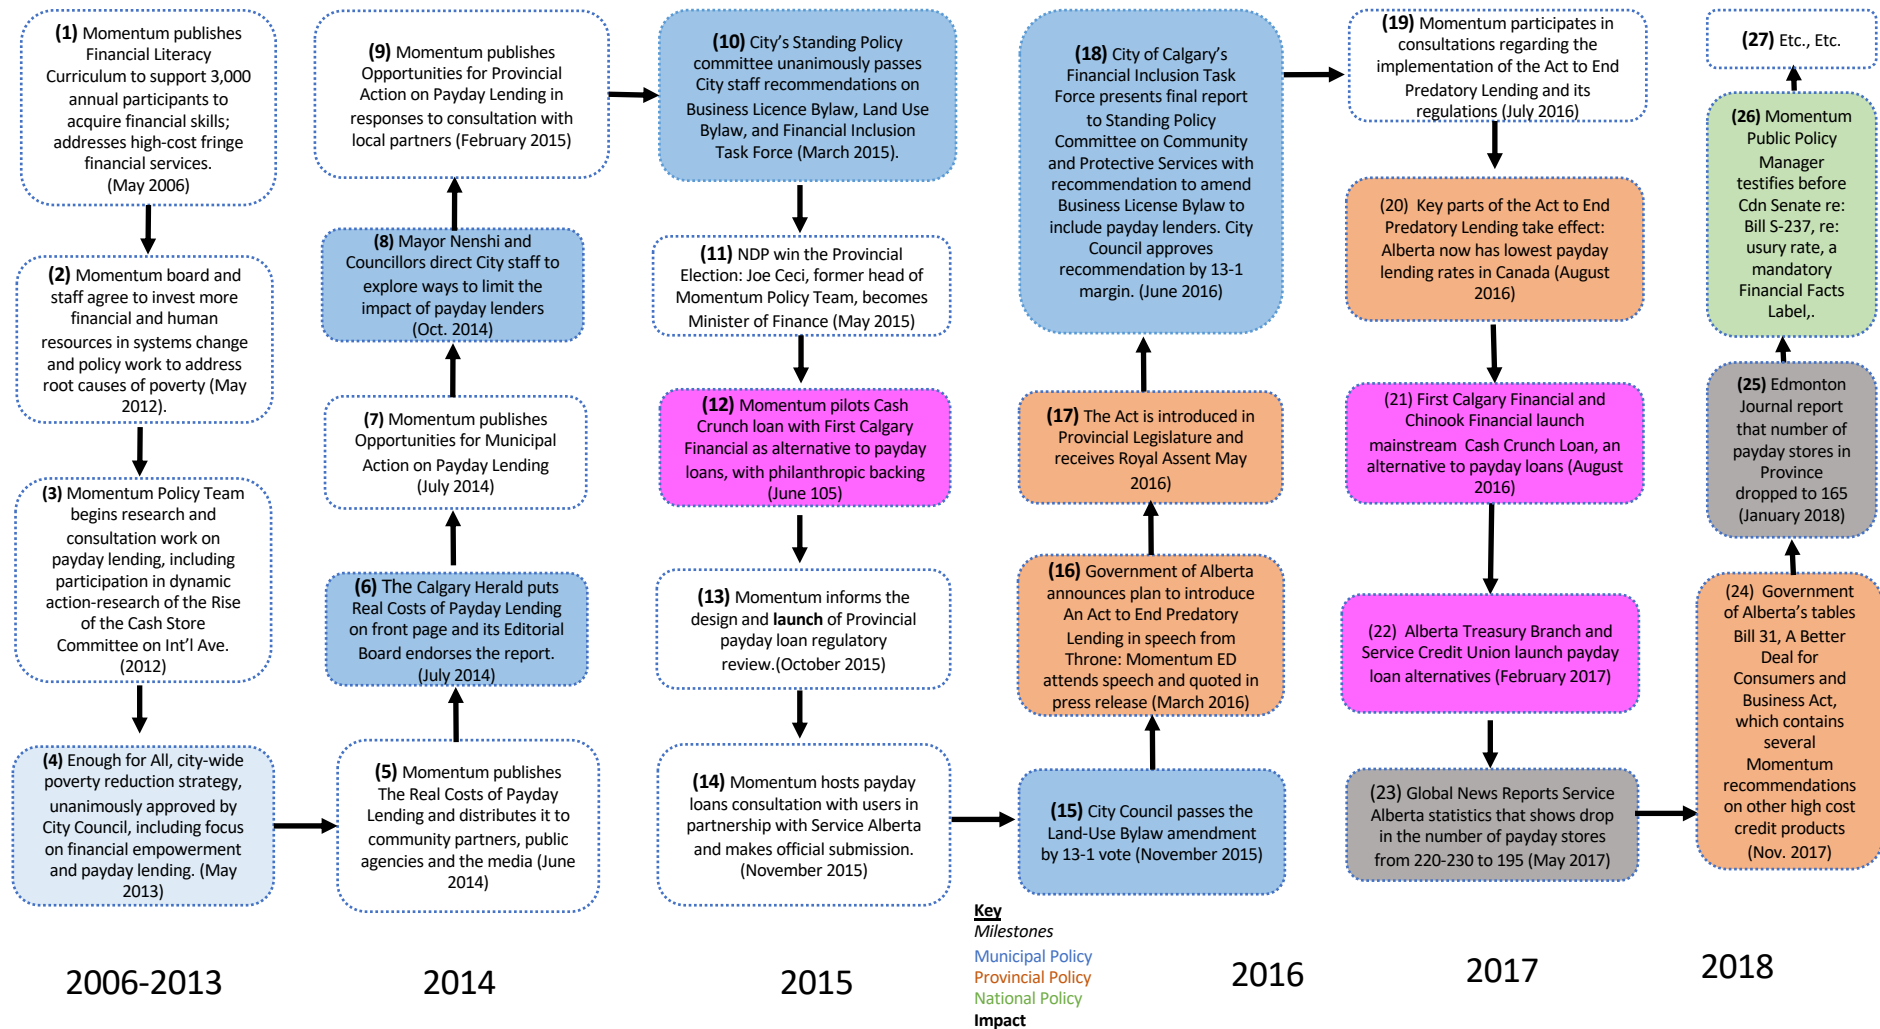 (1) Momentum publishes
Financial Literacy
Curriculum to support 3,000
annual participants to
acquire financial skills;
addresses high-cost fringe
financial services.
(May 2006)
(2) Momentum board and
staff agree to invest more
financial and human
resources in systems change
and policy work to address
root causes of poverty (May
2012).
(3) Momentum Policy Team
begins research and
consultation work on
payday lending, including
participation in dynamic
action-research of the Rise
of the Cash Store
Committee on Int'l Ave.
(2012)
(4) Enough for All, city-wide
poverty reduction strategy,
unanimously approved by
City Council, including focus
on financial empowerment
and payday lending. (May
2013)
(5) Momentum publishes
The Real Costs of Payday
Lending and distributes it to
community partners, public
agencies and the media (June
2014)
(6) The Calgary Herald puts
Real Costs of Payday Lending
on front page and its Editorial
Board endorses the report.
(July 2014)
(7) Momentum publishes
Opportunities for Municipal
Action on Payday Lending
(July 2014)
(8) Mayor Nenshi and
Councillors direct City staff to
explore ways to limit the
impact of payday lenders
(Oct. 2014)
(9) Momentum publishes
Opportunities for Provincial
Action on Payday Lending in
responses to consultation with
local partners (February 2015)
(10) City's Standing Policy
committee unanimously passes
City staff recommendations on
Business Licence Bylaw, Land Use
Bylaw, and Financial Inclusion
Task Force (March 2015).
(11) NDP win the Provincial
Election: Joe Ceci, former head of
Momentum Policy Team, becomes
Minister of Finance (May 2015)
(12) Momentum pilots Cash
Crunch loan with First Calgary
Financial as alternative to payday
loans, with philanthropic backing
(June 105)
(13) Momentum informs the
design and launch of Provincial
payday loan regulatory
review.(October 2015)
(14) Momentum hosts payday
loans consultation with users in
partnership with Service Alberta
and makes official submission.
(November 2015)
(15) City Council passes the
Land-Use Bylaw amendment
by 13-1 vote (November 2015)
(16) Government of Alberta
announces plan to introduce
An Act to End Predatory
Lending in speech from
Throne: Momentum ED
attends speech and quoted in
press release (March 2016)
(17) The Act is introduced in
Provincial Legislature and
receives Royal Assent May
2016)
(18) City of Calgary's
Financial Inclusion Task
Force presents final report
to Standing Policy
Committee on Community
and Protective Services with
recommendation to amend
Business License Bylaw to
include payday lenders. City
Council approves
recommendation by 13-1
margin. (June 2016)
(19) Momentum participates in
consultations regarding the
implementation of the Act to End
Predatory Lending and its
regulations (July 2016)
(20) Key parts of the Act to End
Predatory Lending take effect:
Alberta now has lowest payday
lending rates in Canada (August
2016)
(21) First Calgary Financial and
Chinook Financial launch
mainstream Cash Crunch Loan, an
alternative to payday loans (August
2016)
(22) Alberta Treasury Branch and
Service Credit Union launch payday
loan alternatives (February 2017)
(23) Global News Reports Service
Alberta statistics that shows drop
in the number of payday stores
from 220-230 to 195 (May 2017)
(24) Government
of Alberta's tables
Bill 31, A Better
Deal for
Consumers and
Business Act,
which contains
several
Momentum
recommendations
on other high cost
credit products
(Nov. 2017)
(25) Edmonton
Journal report
that number of
payday stores in
Province
dropped to 165
(January 2018)
(26) Momentum
Public Policy
Manager
testifies before
Cdn Senate re:
Bill S-237, re:
usury rate, a
mandatory
Financial Facts
Label,.
(27) Etc., Etc.
Key
Milestones
Municipal Policy
Provincial Policy
National Policy
Impact
2006-2013
2014
2015
2016
2017
2018